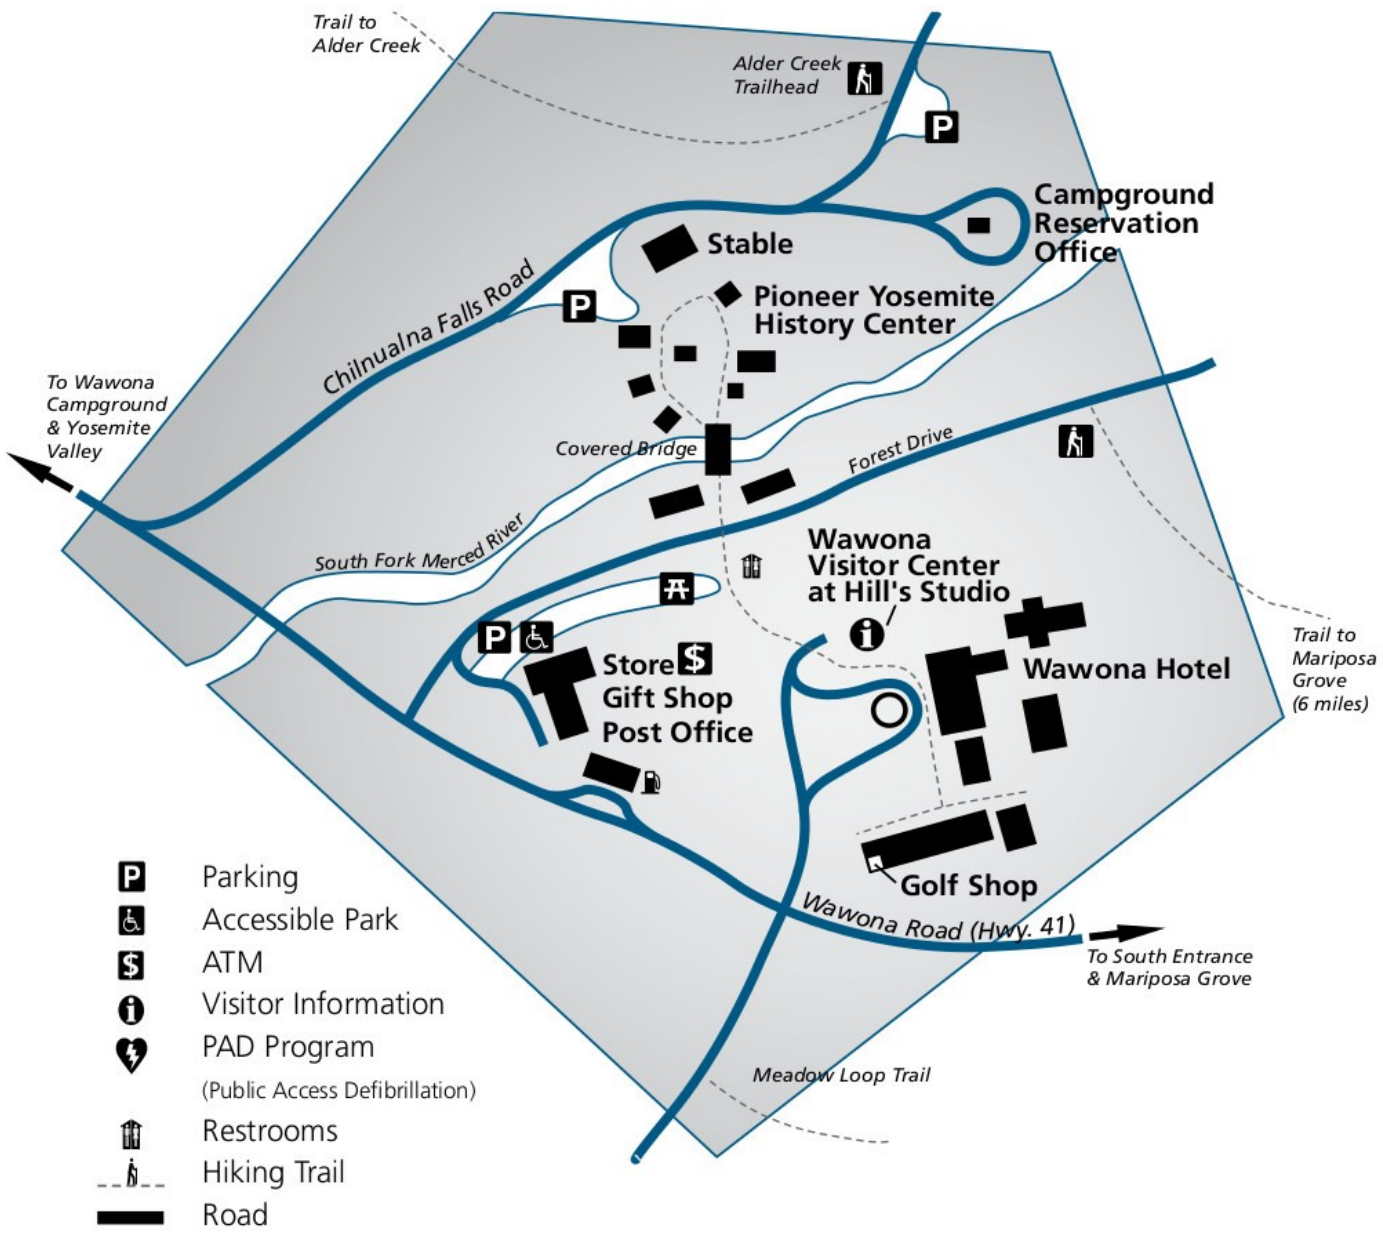 Trail to
Alder Creek
Alder Creek
Trailhead
P
Campground
Reservation
Office
Stable
Pioneer Yosemite
History Center
P
Chilnualna Falls Road
To Wawona
Campground
& Yosemite
Valley
Covered Bridge
Forest Drive
South Fork Merced River
Wawona
Visitor Center
at Hill's Studio
i
P
Store $
Gift Shop
Post Office
Wawona Hotel
Trail to
Mariposa
Grove
(6 miles)
Golf Shop
Wawona Road (Hwy. 41)
To South Entrance
& Mariposa Grove
Meadow Loop Trail
P Parking
Accessible Park
$ ATM
i Visitor Information
PAD Program
(Public Access Defibrillation)
Restrooms
Hiking Trail
Road